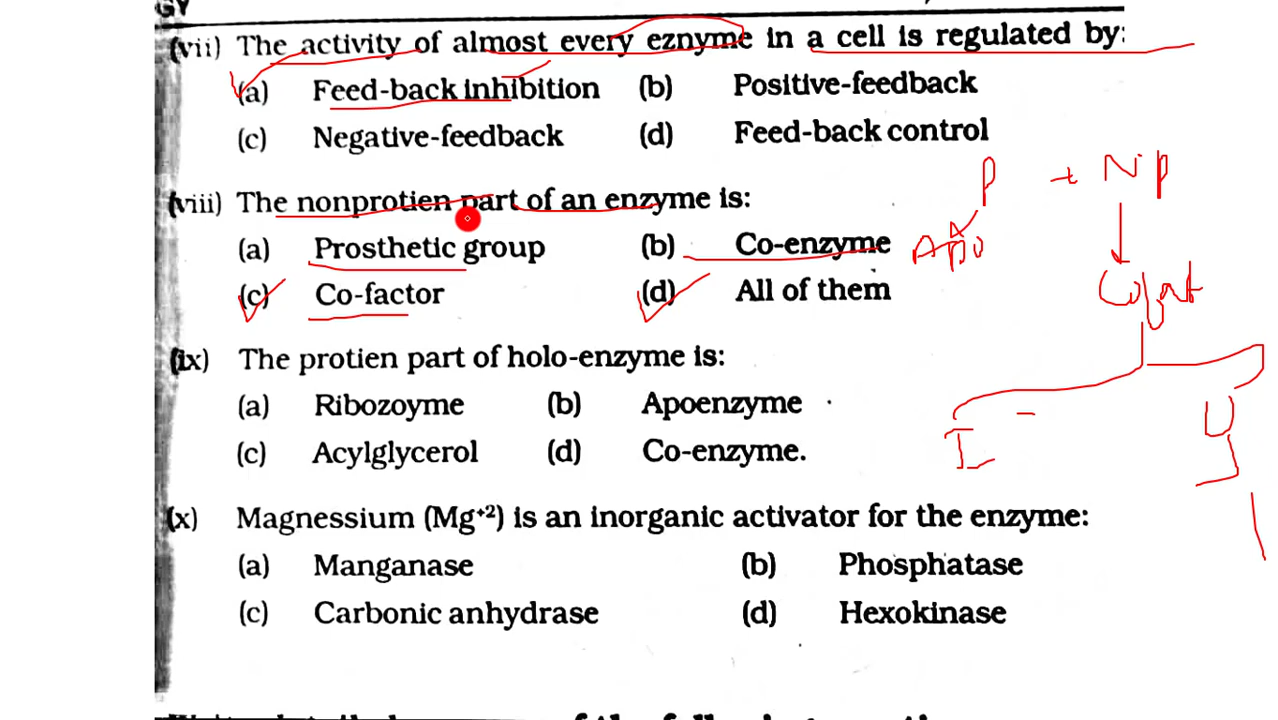 GY
(vii) The activity of almost every eznyme in a cell is regulated by:
(a) Feed-back inhibition (b) Positive-feedback
(c) Negative-feedback (d) Feed-back control
P + NP
(viii) The nonprotien part of an enzyme is:
(a) Prosthetic group (b) Co-enzyme Apo
(c) Co-factor (d) All of them
(ix) The protien part of holo-enzyme is:
(a) Ribozoyme (b) Apoenzyme
(c) Acylglycerol (d) Co-enzyme.
I
(x) Magnessium (Mg⁺²) is an inorganic activator for the enzyme:
(a) Manganase (b) Phosphatase
(c) Carbonic anhydrase (d) Hexokinase